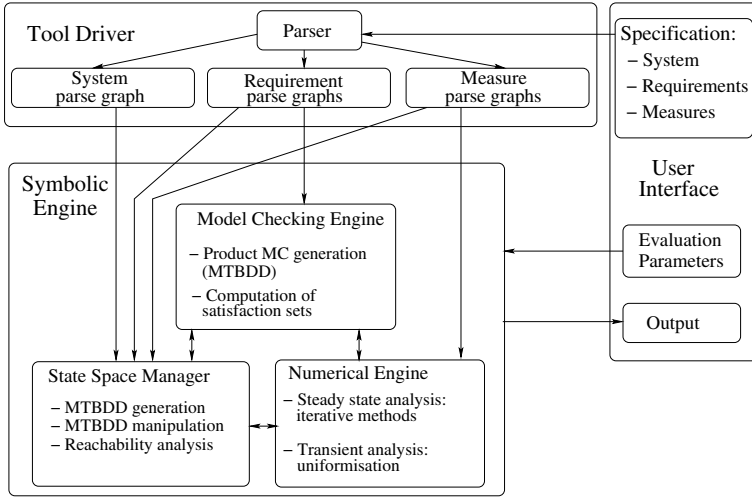 Tool Driver
Parser
System
parse graph
Requirement
parse graphs
Measure
parse graphs
Specification:
– System
– Requirements
– Measures
User
Interface
Evaluation
Parameters
Output
Symbolic
Engine
Model Checking Engine
– Product MC generation
(MTBDD)
– Computation of
satisfaction sets
State Space Manager
– MTBDD generation
– MTBDD manipulation
– Reachability analysis
Numerical Engine
– Steady state analysis:
iterative methods
– Transient analysis:
uniformisation